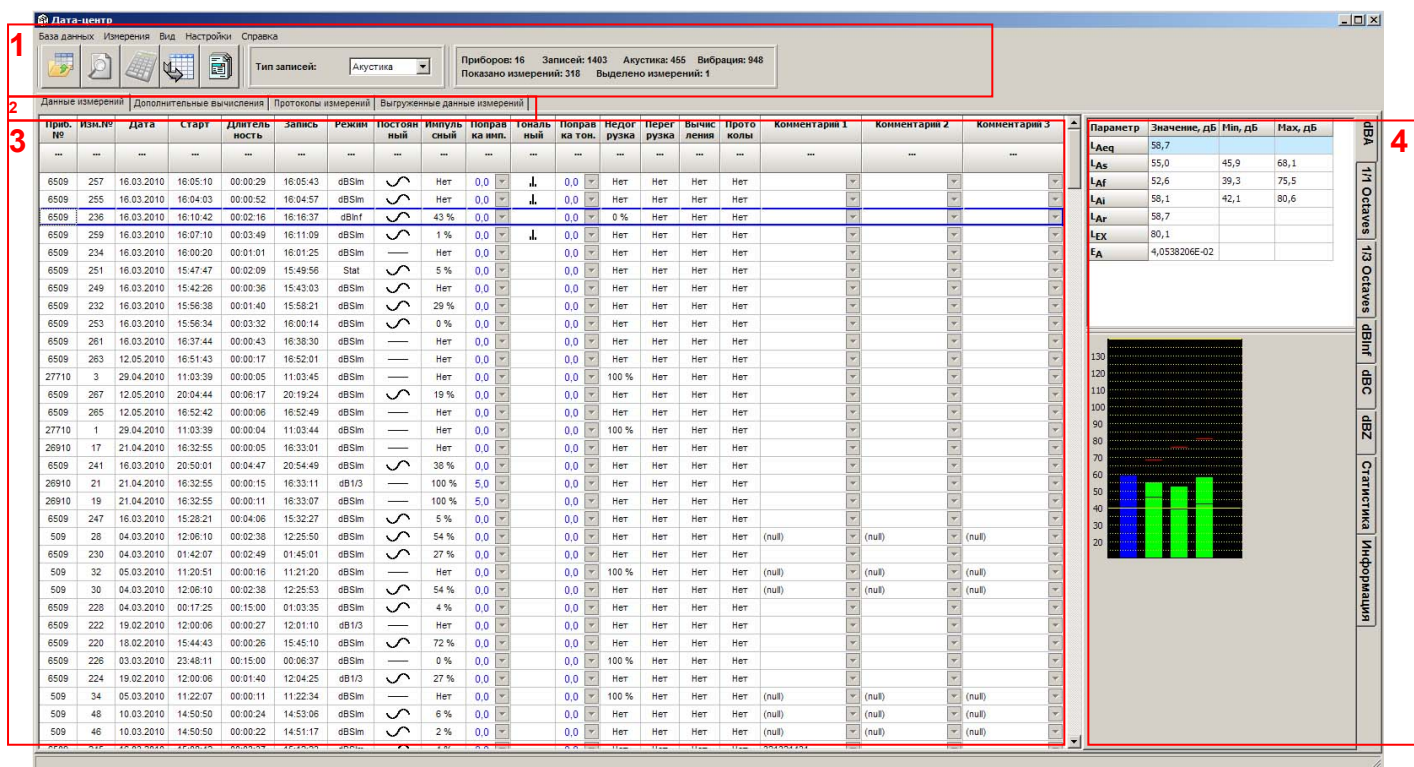 Дата-центр
1
База данных Измерения Вид Настройки Справка
Тип записей: Акустика
Приборов: 16 Записей: 1403 Акустика: 455 Вибрация: 948
Показано измерений: 318 Выделено измерений: 1
2
Данные измерений Дополнительные вычисления Протоколы измерений Выгруженные данные измерений
3
Приб. № Изм.№ Дата Старт Длитель ность Запись Режим Постоян ный Импуль сный Поправ ка имп. Тональ ный Поправ ка тон. Недог рузка Перег рузка Вычис ления Прото колы Комментарий 1 Комментарий 2 Комментарий 3
... ... ... ... ... ... ... ... ... ... ... ... ... ... ... ... ... ... ...
6509 257 16.03.2010 16:05:10 00:00:29 16:05:43 dBSlm Нет 0,0 0,0 Нет Нет Нет Нет
6509 255 16.03.2010 16:04:03 00:00:52 16:04:57 dBSlm Нет 0,0 0,0 Нет Нет Нет Нет
6509 236 16.03.2010 16:10:42 00:02:16 16:16:37 dBInf 43 % 0,0 0,0 0 % Нет Нет Нет
6509 259 16.03.2010 16:07:10 00:03:49 16:11:09 dBSlm 1 % 0,0 0,0 Нет Нет Нет Нет
6509 234 16.03.2010 16:00:20 00:01:01 16:01:25 dBSlm Нет 0,0 0,0 Нет Нет Нет Нет
6509 251 16.03.2010 15:47:47 00:02:09 15:49:56 Stat 5 % 0,0 0,0 Нет Нет Нет Нет
6509 249 16.03.2010 15:42:26 00:00:36 15:43:03 dBSlm Нет 0,0 0,0 Нет Нет Нет Нет
6509 232 16.03.2010 15:56:38 00:01:40 15:58:21 dBSlm 29 % 0,0 0,0 Нет Нет Нет Нет
6509 253 16.03.2010 15:56:34 00:03:32 16:00:14 dBSlm 0 % 0,0 0,0 Нет Нет Нет Нет
6509 261 16.03.2010 16:37:44 00:00:43 16:38:30 dBSlm Нет 0,0 0,0 Нет Нет Нет Нет
6509 263 12.05.2010 16:51:43 00:00:17 16:52:01 dBSlm Нет 0,0 0,0 Нет Нет Нет Нет
27710 3 29.04.2010 11:03:39 00:00:05 11:03:45 dBSlm Нет 0,0 0,0 100 % Нет Нет Нет
6509 267 12.05.2010 20:04:44 00:06:17 20:19:24 dBSlm 19 % 0,0 0,0 Нет Нет Нет Нет
6509 265 12.05.2010 16:52:42 00:00:06 16:52:49 dBSlm Нет 0,0 0,0 Нет Нет Нет Нет
27710 1 29.04.2010 11:03:39 00:00:04 11:03:44 dBSlm Нет 0,0 0,0 100 % Нет Нет Нет
26910 17 21.04.2010 16:32:55 00:00:05 16:33:01 dBSlm Нет 0,0 0,0 Нет Нет Нет Нет
6509 241 16.03.2010 20:50:01 00:04:47 20:54:49 dBSlm 38 % 0,0 0,0 Нет Нет Нет Нет
26910 21 21.04.2010 16:32:55 00:00:15 16:33:11 dB1/3 100 % 5,0 0,0 Нет Нет Нет Нет
26910 19 21.04.2010 16:32:55 00:00:11 16:33:07 dBSlm 100 % 5,0 0,0 Нет Нет Нет Нет
6509 247 16.03.2010 15:28:21 00:04:06 15:32:27 dBSlm 5 % 0,0 0,0 Нет Нет Нет Нет
509 28 04.03.2010 12:06:10 00:02:38 12:25:50 dBSlm 54 % 0,0 0,0 Нет Нет Нет Нет (null) (null) (null)
6509 230 04.03.2010 01:42:07 00:02:49 01:45:01 dBSlm 27 % 0,0 0,0 Нет Нет Нет Нет
509 32 05.03.2010 11:20:51 00:00:16 11:21:20 dBSlm Нет 0,0 0,0 100 % Нет Нет Нет (null) (null) (null)
509 30 04.03.2010 12:06:10 00:02:38 12:25:53 dBSlm 54 % 0,0 0,0 Нет Нет Нет Нет (null) (null) (null)
6509 228 04.03.2010 00:17:25 00:15:00 01:03:35 dBSlm 4 % 0,0 0,0 Нет Нет Нет Нет
6509 222 19.02.2010 12:00:06 00:00:27 12:01:10 dB1/3 Нет 0,0 0,0 Нет Нет Нет Нет
6509 220 18.02.2010 15:44:43 00:00:26 15:45:10 dBSlm 72 % 0,0 0,0 Нет Нет Нет Нет
6509 226 03.03.2010 23:48:11 00:15:00 00:06:37 dBSlm 0 % 0,0 0,0 100 % Нет Нет Нет
6509 224 19.02.2010 12:00:06 00:01:40 12:04:25 dB1/3 27 % 0,0 0,0 Нет Нет Нет Нет
509 34 05.03.2010 11:22:07 00:00:11 11:22:34 dBSlm Нет 0,0 0,0 100 % Нет Нет Нет (null) (null) (null)
509 48 10.03.2010 14:50:50 00:00:24 14:53:06 dBSlm 6 % 0,0 0,0 Нет Нет Нет Нет (null) (null) (null)
509 46 10.03.2010 14:50:50 00:00:22 14:51:17 dBSlm 2 % 0,0 0,0 Нет Нет Нет Нет (null) (null) (null)
4
Параметр Значение, дБ Min, дБ Max, дБ
LAeq 58,7
LAs 55,0 45,9 68,1
LAf 52,6 39,3 75,5
LAi 58,1 42,1 80,6
LAr 58,7
LEX 80,1
EA 4,0538206E-02
130
120
110
100
90
80
70
60
50
40
30
20
dBA
1/1 Octaves
1/3 Octaves
dBInf
dBC
dBZ
Статистика
Информация